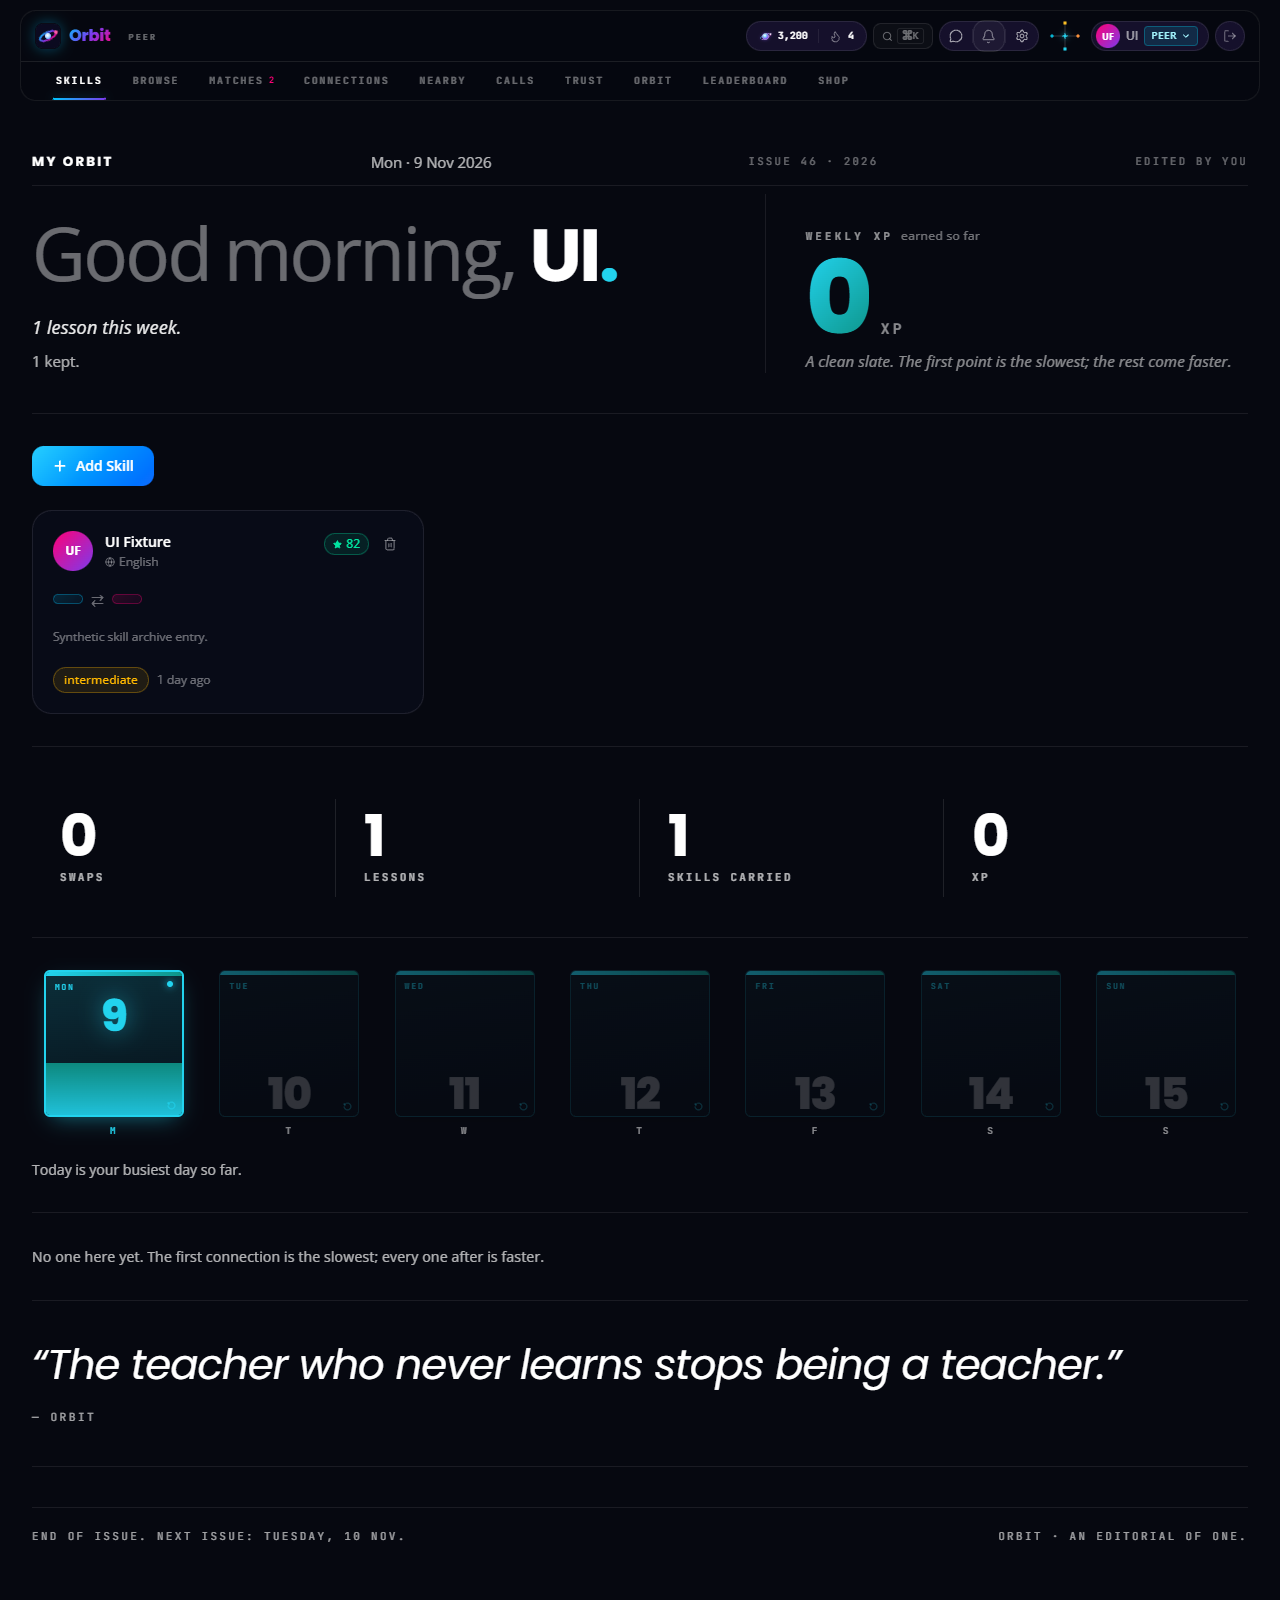 Orbit PEER 3,200 4 ⌘K UF UI PEER
SKILLS BROWSE MATCHES 2 CONNECTIONS NEARBY CALLS TRUST ORBIT LEADERBOARD SHOP
MY ORBIT Mon · 9 Nov 2026 ISSUE 46 · 2026 EDITED BY YOU
Good morning, UI.
1 lesson this week.
1 kept.
WEEKLY XP earned so far
0 XP
A clean slate. The first point is the slowest; the rest come faster.
Add Skill
UF UI Fixture 82
English
Synthetic skill archive entry.
intermediate 1 day ago
0 1 1 0
SWAPS LESSONS SKILLS CARRIED XP
MON TUE WED THU FRI SAT SUN
9 10 11 12 13 14 15
M T W T F S S
Today is your busiest day so far.
No one here yet. The first connection is the slowest; every one after is faster.
“The teacher who never learns stops being a teacher.”
— ORBIT
END OF ISSUE. NEXT ISSUE: TUESDAY, 10 NOV. ORBIT · AN EDITORIAL OF ONE.